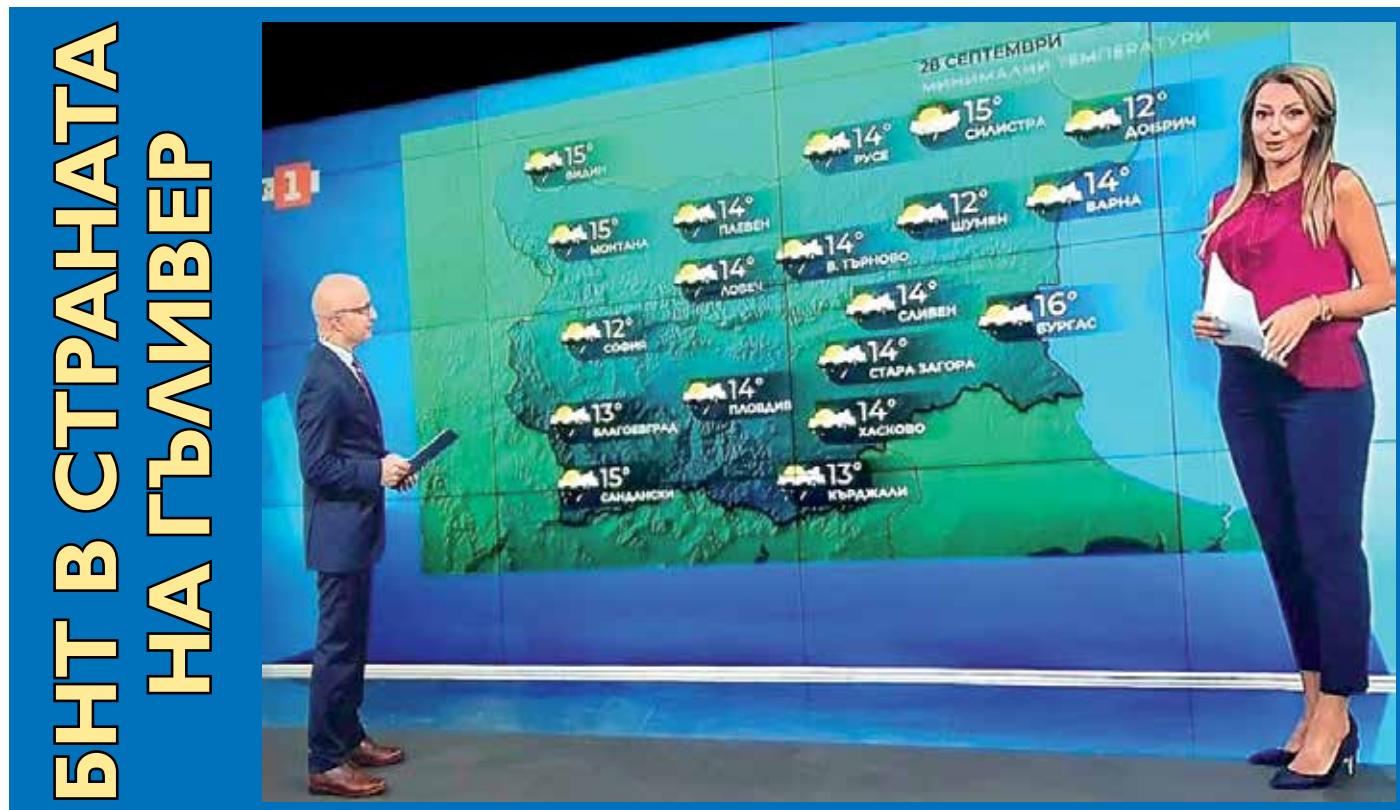 БНТ В СТРАНАТА
НА ГЪЛИВЕР
28 СЕПТЕМВРИ
МИНИМАЛНИ ТЕМПЕРАТУРИ
1
15°
ВИДИН
14°
РУСЕ
15°
СИЛИСТРА
12°
ДОБРИЧ
15°
МОНТАНА
14°
ПЛЕВЕН
14°
ЛОВЕЧ
14°
В. ТЪРНОВО
12°
ШУМЕН
14°
ВАРНА
12°
СОФИЯ
14°
СЛИВЕН
16°
БУРГАС
14°
СТАРА ЗАГОРА
13°
БЛАГОЕВГРАД
14°
ПЛОВДИВ
14°
ХАСКОВО
15°
САНДАНСКИ
13°
КЪРДЖАЛИ